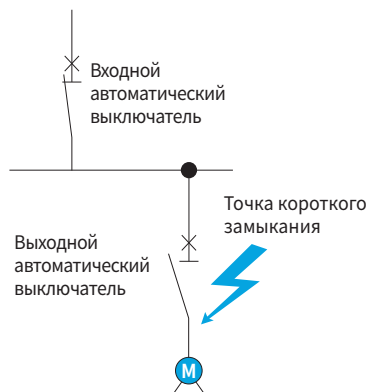 Входной
автоматический
выключатель
Точка короткого
замыкания
Выходной
автоматический
выключатель
M